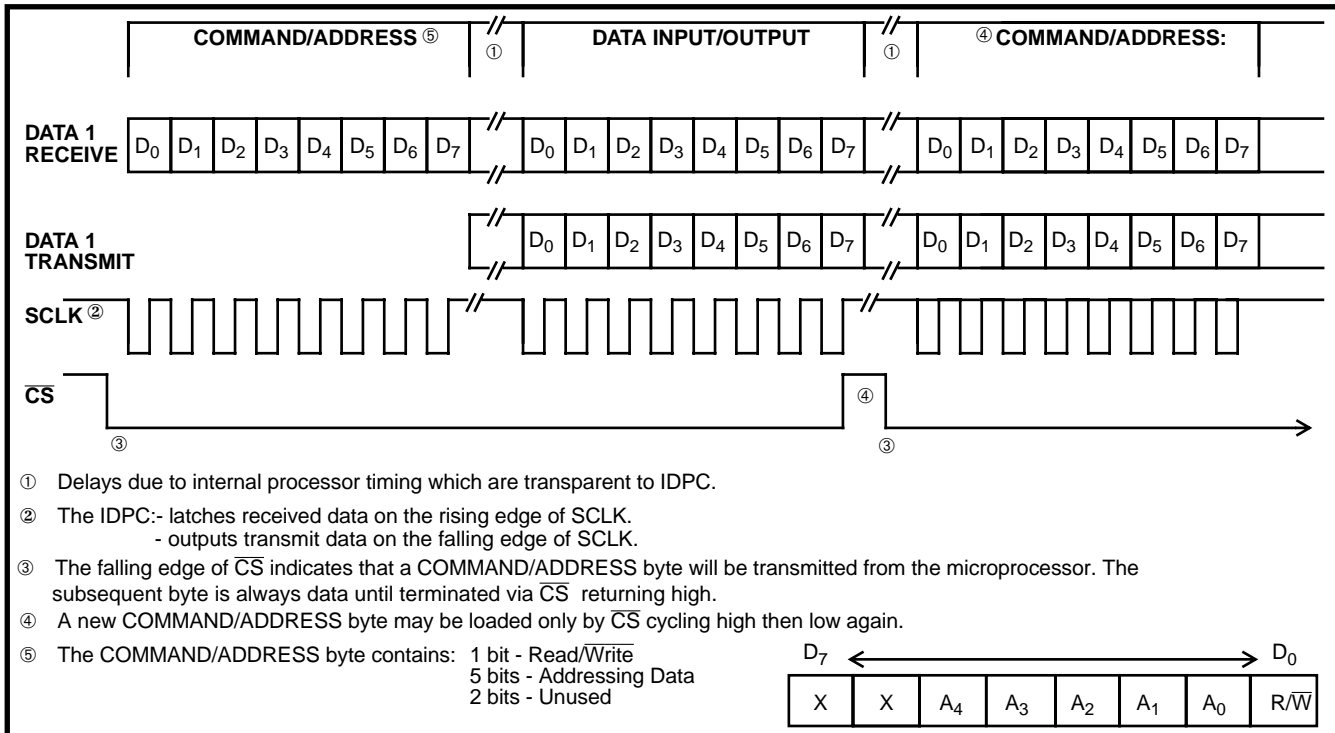 COMMAND/ADDRESS ⑤ ① DATA INPUT/OUTPUT ① ④ COMMAND/ADDRESS:
DATA 1
RECEIVE
D0 D1 D2 D3 D4 D5 D6 D7 D0 D1 D2 D3 D4 D5 D6 D7 D0 D1 D2 D3 D4 D5 D6 D7
DATA 1
TRANSMIT
D0 D1 D2 D3 D4 D5 D6 D7 D0 D1 D2 D3 D4 D5 D6 D7
SCLK ②
C̅S̅ ④
③ ③
① Delays due to internal processor timing which are transparent to IDPC.
② The IDPC:- latches received data on the rising edge of SCLK.
- outputs transmit data on the falling edge of SCLK.
③ The falling edge of C̅S̅ indicates that a COMMAND/ADDRESS byte will be transmitted from the microprocessor. The
subsequent byte is always data until terminated via C̅S̅ returning high.
④ A new COMMAND/ADDRESS byte may be loaded only by C̅S̅ cycling high then low again.
⑤ The COMMAND/ADDRESS byte contains: 1 bit - Read/W̅r̅i̅t̅e̅
5 bits - Addressing Data
2 bits - Unused
D7 D0
X X A4 A3 A2 A1 A0 R/W̅